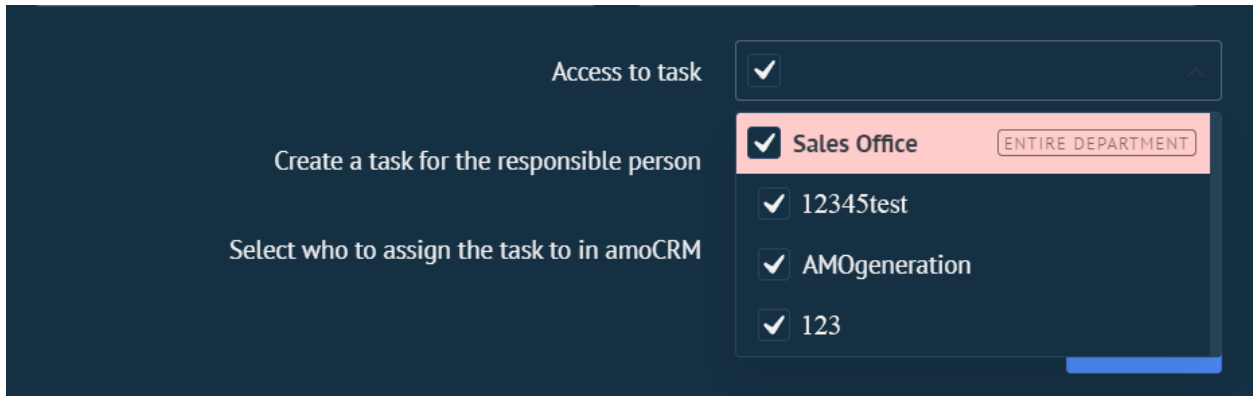 Access to task
Sales Office ENTIRE DEPARTMENT
Create a task for the responsible person
12345test
Select who to assign the task to in amoCRM
AMOgeneration
123